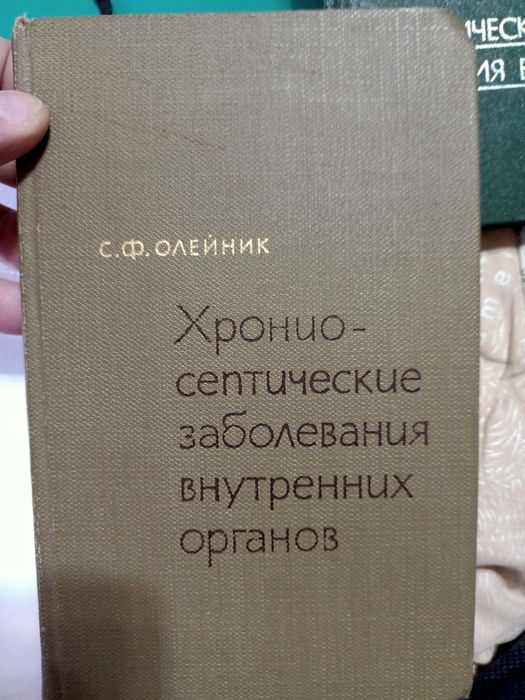 С.Ф. ОЛЕЙНИК
Хронио-
септические
заболевания
внутренних
органов